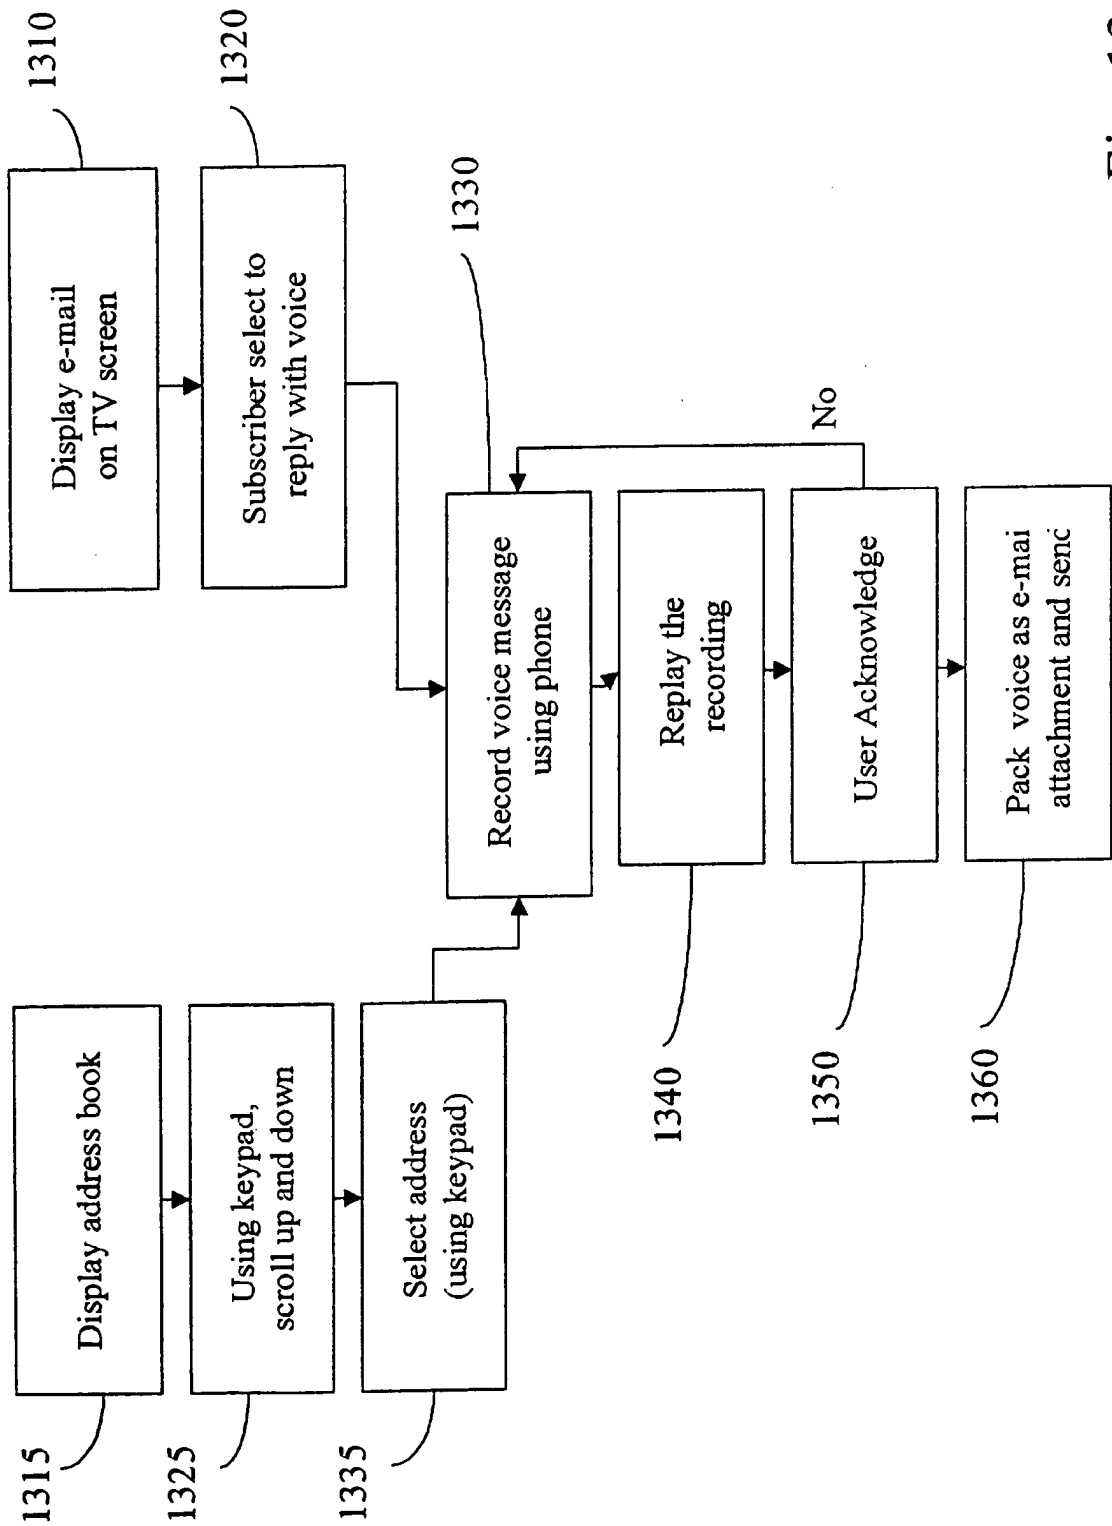 1315
Display address book
1325
Using keypad,
scroll up and down
1335
Select address
(using keypad)
1310
Display e-mail
on TV screen
1320
Subscriber select to
reply with voice
1330
Record voice message
using phone
1340
Replay the
recording
1350
User Acknowledge
No
1360
Pack voice as e-mai
attachment and send